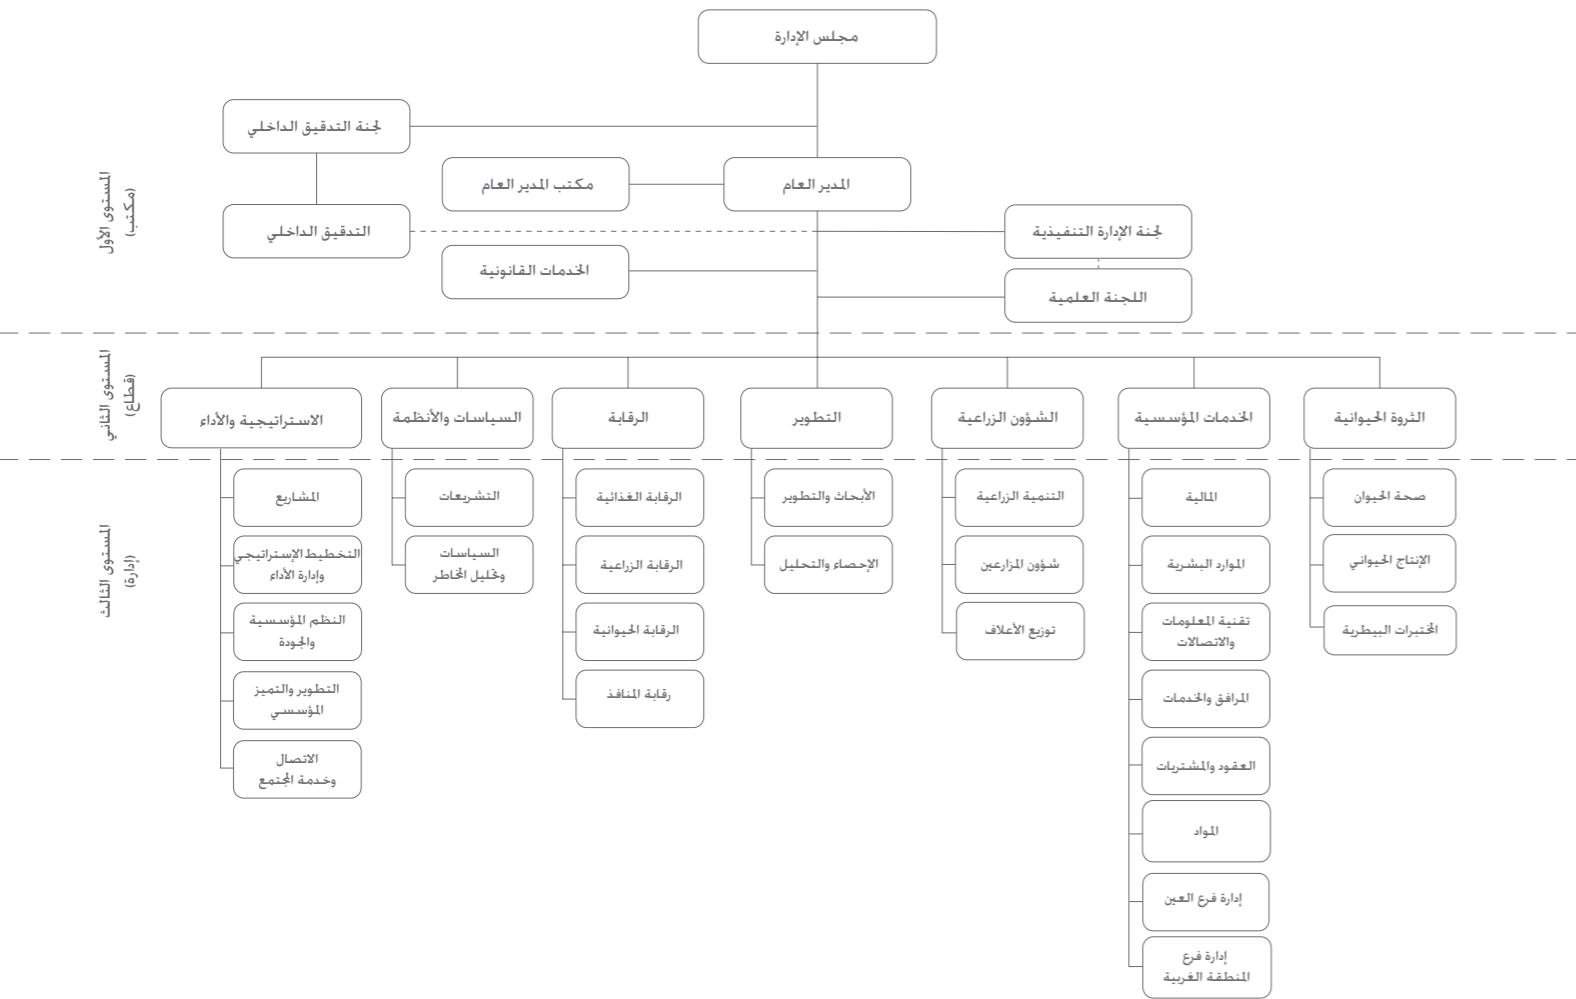 مجلس الإدارة
لجنة التدقيق الداخلي
المدير العام
مكتب المدير العام
لجنة الإدارة التنفيذية
التدقيق الداخلي
الخدمات القانونية
اللجنة العلمية
المستوى الأول
(مكتب)
المستوى الثاني
(قطاع)
الثروة الحيوانية
الخدمات المؤسسية
الشؤون الزراعية
التطوير
الرقابة
السياسات والأنظمة
الاستراتيجية والأداء
المستوى الثالث
(إدارة)
صحة الحيوان
الإنتاج الحيواني
المختبرات البيطرية
المالية
الموارد البشرية
تقنية المعلومات
والاتصالات
المرافق والخدمات
العقود والمشتريات
المواد
إدارة فرع العين
إدارة فرع
المنطقة الغربية
التنمية الزراعية
شؤون المزارعين
توزيع الأعلاف
الأبحاث والتطوير
الإحصاء والتحليل
الرقابة الغذائية
الرقابة الزراعية
الرقابة الحيوانية
رقابة المنافذ
التشريعات
السياسات
وتحليل المخاطر
المشاريع
التخطيط الإستراتيجي
وإدارة الأداء
النظم المؤسسية
والجودة
التطوير والتميز
المؤسسي
الاتصال
وخدمة المجتمع